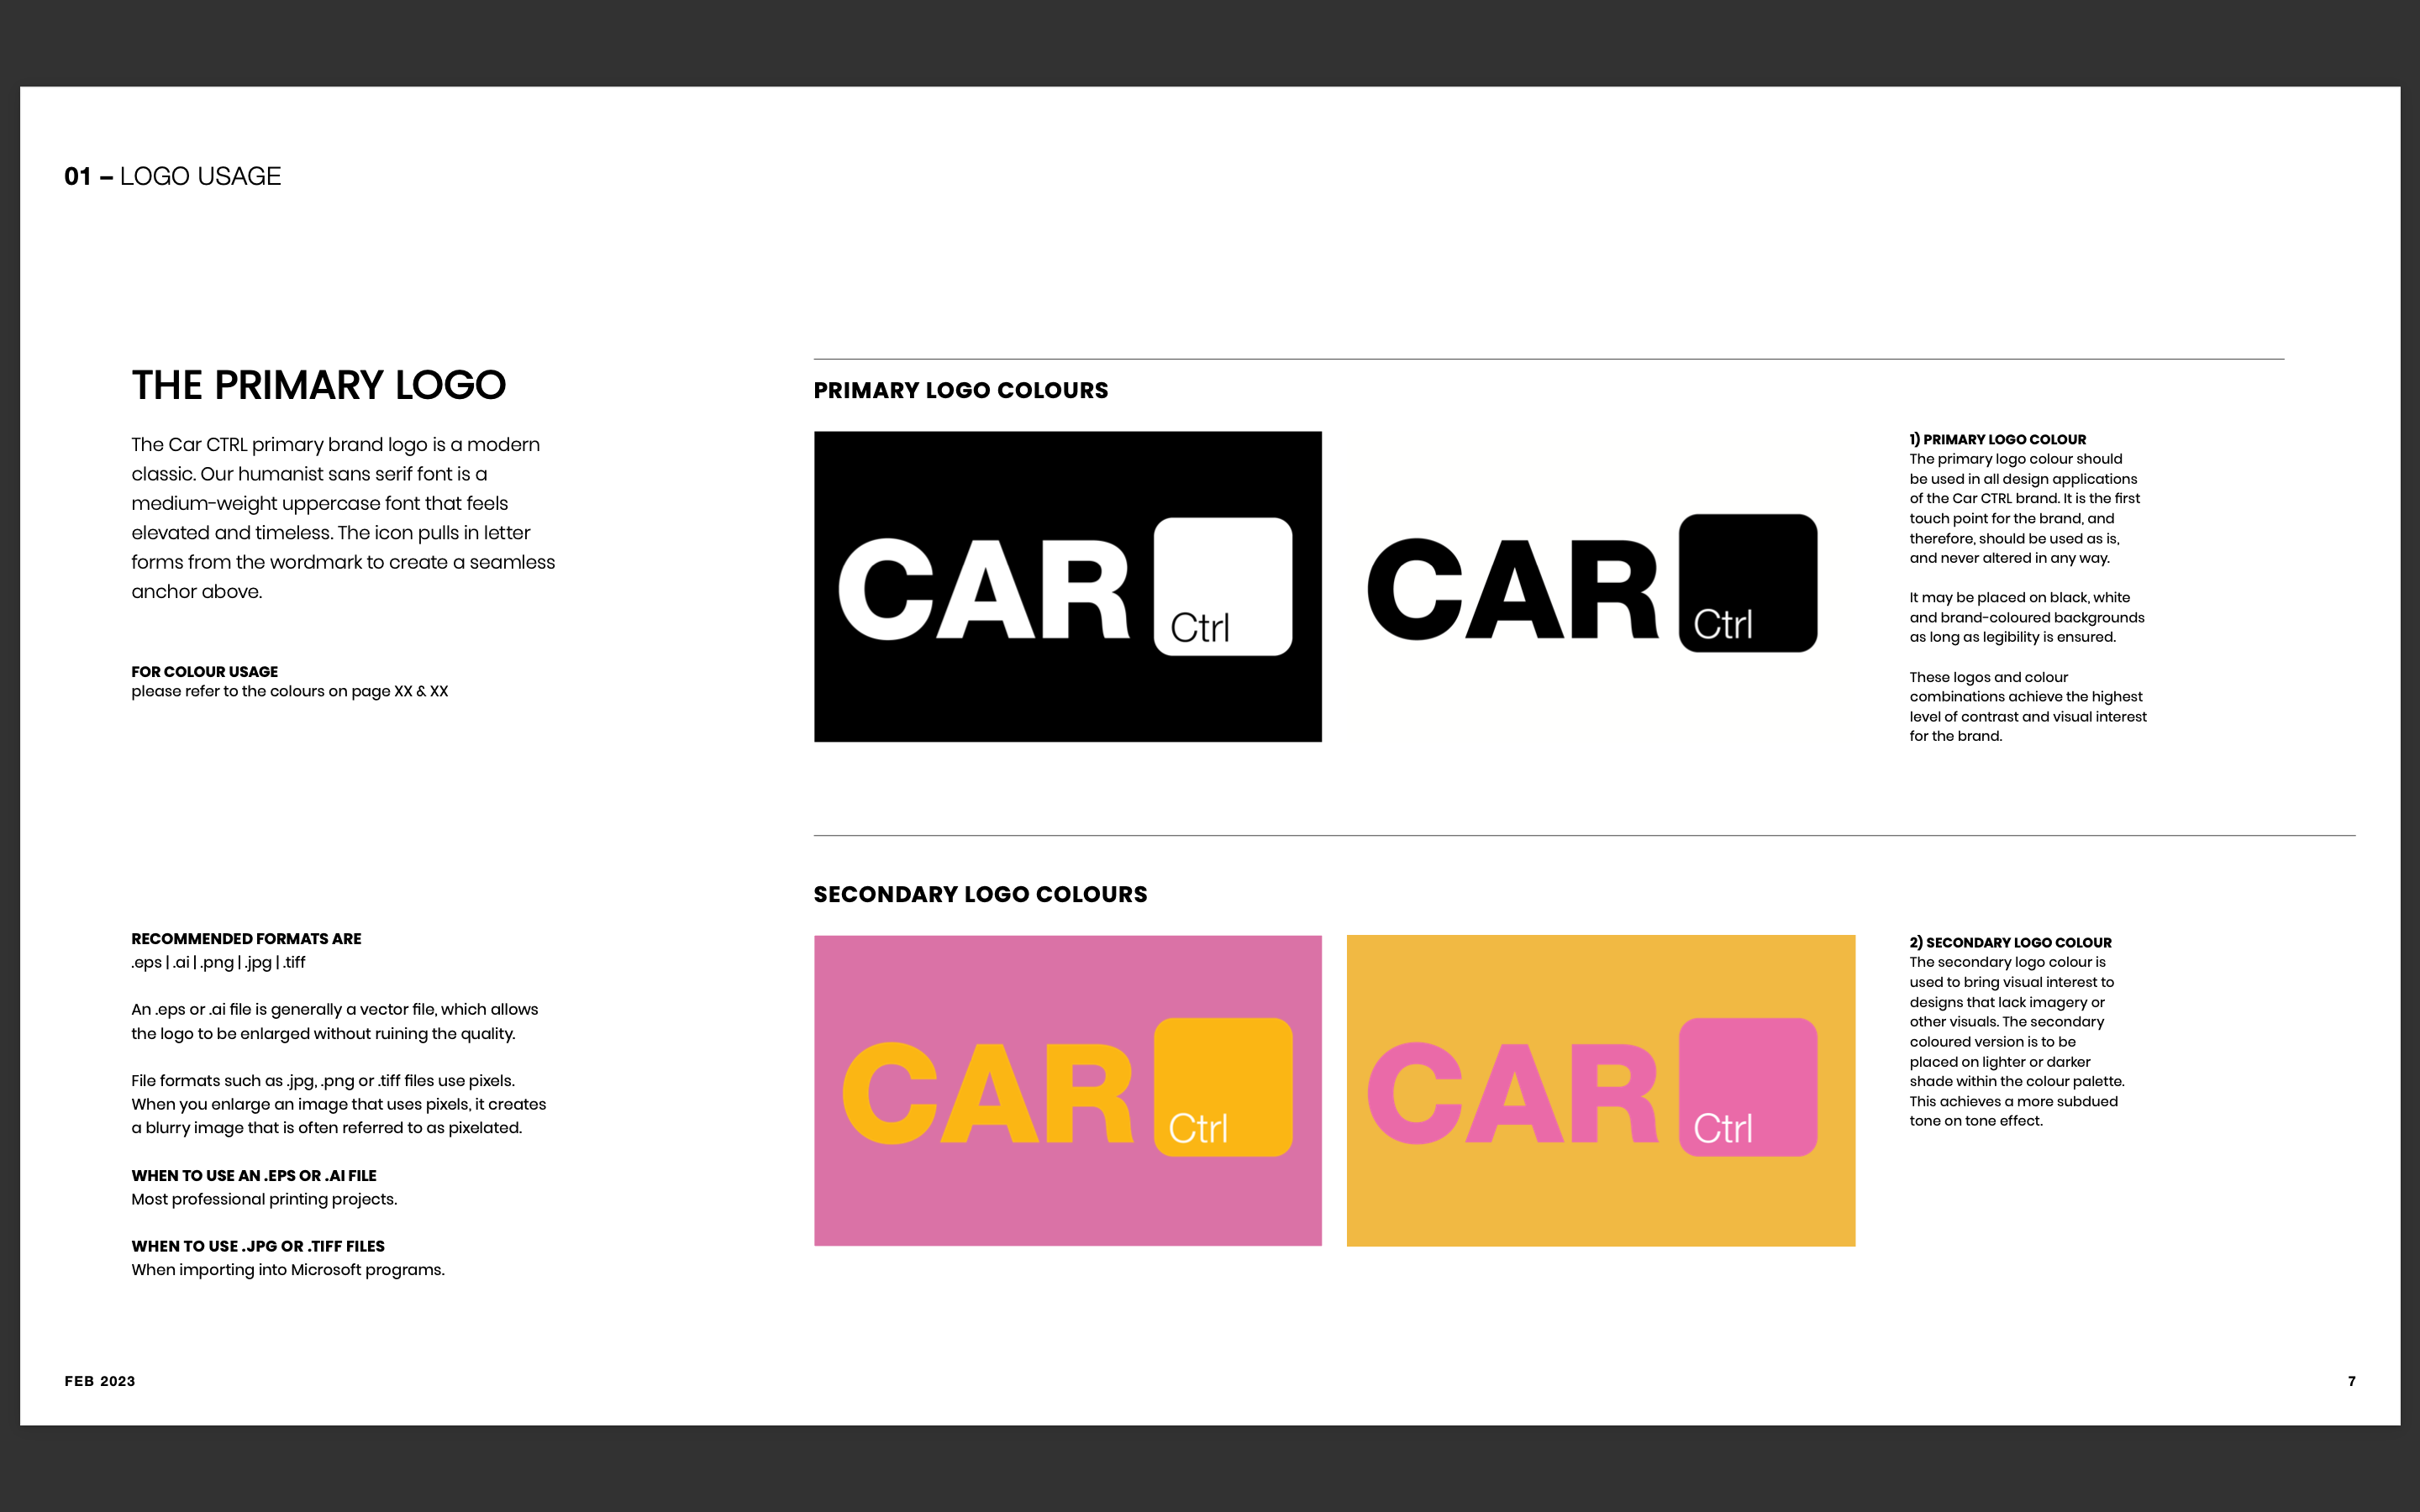 01 – LOGO USAGE
THE PRIMARY LOGO
The Car CTRL primary brand logo is a modern
classic. Our humanist sans serif font is a
medium-weight uppercase font that feels
elevated and timeless. The icon pulls in letter
forms from the wordmark to create a seamless
anchor above.
FOR COLOUR USAGE
please refer to the colours on page XX & XX
RECOMMENDED FORMATS ARE
.eps | .ai | .png | .jpg | .tiff
An .eps or .ai file is generally a vector file, which allows
the logo to be enlarged without ruining the quality.
File formats such as .jpg, .png or .tiff files use pixels.
When you enlarge an image that uses pixels, it creates
a blurry image that is often referred to as pixelated.
WHEN TO USE AN .EPS OR .AI FILE
Most professional printing projects.
WHEN TO USE .JPG OR .TIFF FILES
When importing into Microsoft programs.
PRIMARY LOGO COLOURS
CAR Ctrl
CAR Ctrl
1) PRIMARY LOGO COLOUR
The primary logo colour should
be used in all design applications
of the Car CTRL brand. It is the first
touch point for the brand, and
therefore, should be used as is,
and never altered in any way.
It may be placed on black, white
and brand-coloured backgrounds
as long as legibility is ensured.
These logos and colour
combinations achieve the highest
level of contrast and visual interest
for the brand.
SECONDARY LOGO COLOURS
CAR Ctrl
CAR Ctrl
2) SECONDARY LOGO COLOUR
The secondary logo colour is
used to bring visual interest to
designs that lack imagery or
other visuals. The secondary
coloured version is to be
placed on lighter or darker
shade within the colour palette.
This achieves a more subdued
tone on tone effect.
FEB 2023
7